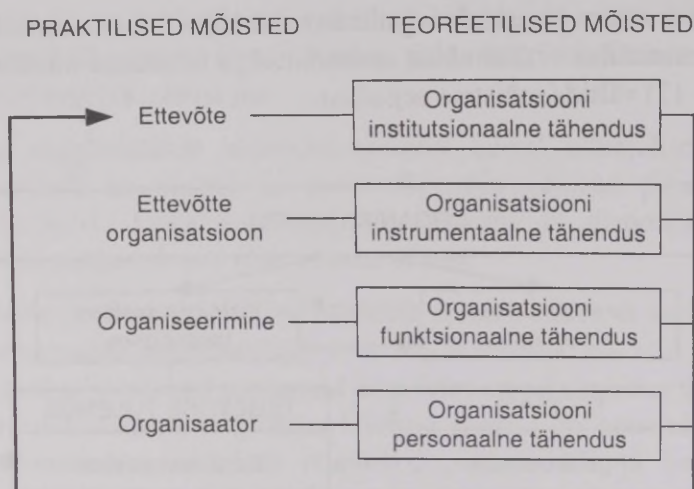 PRAKTILISED MÕISTED TEOREETILISED MÕISTED
Ettevõte
Organisatsiooni
institutsionaalne tähendus
Ettevõtte
organisatsioon
Organisatsiooni
instrumentaalne tähendus
Organiseerimine
Organisatsiooni
funktsionaalne tähendus
Organisaator
Organisatsiooni
personaalne tähendus